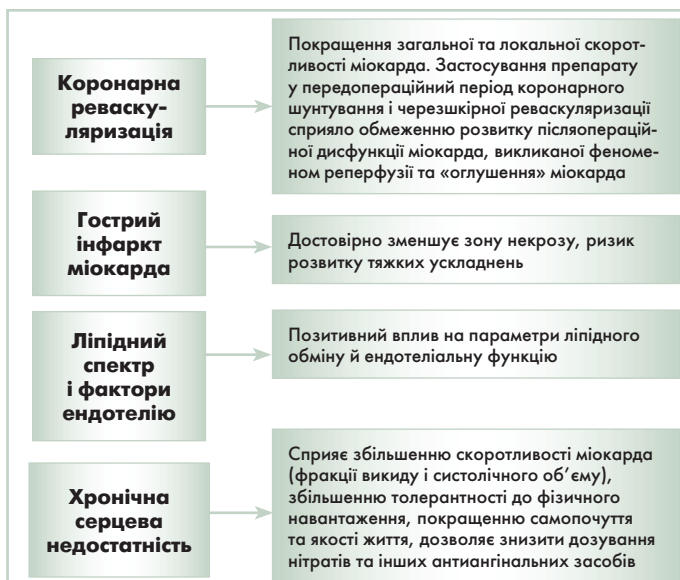 Коронарна
реваску-
ляризація
Покращення загальної та локальної скорот-
ливості міокарда. Застосування препарату
у передопераційний період коронарного
шунтування і черезшкірної реваскуляризації
сприяло обмеженню розвитку післяоперацій-
ної дисфункції міокарда, викликаної феноме-
ном реперфузії та «оглушення» міокарда
Гострий
інфаркт
міокарда
Достовірно зменшує зону некрозу, ризик
розвитку тяжких ускладнень
Ліпідний
спектр
і фактори
ендотелію
Позитивний вплив на параметри ліпідного
обміну й ендотеліальну функцію
Хронічна
серцева
недостатність
Сприяє збільшенню скоротливості міокарда
(фракції викиду і систолічного об’єму),
збільшенню толерантності до фізичного
навантаження, покращенню самопочуття
та якості життя, дозволяє знизити дозування
нітратів та інших антиангінальних засобів